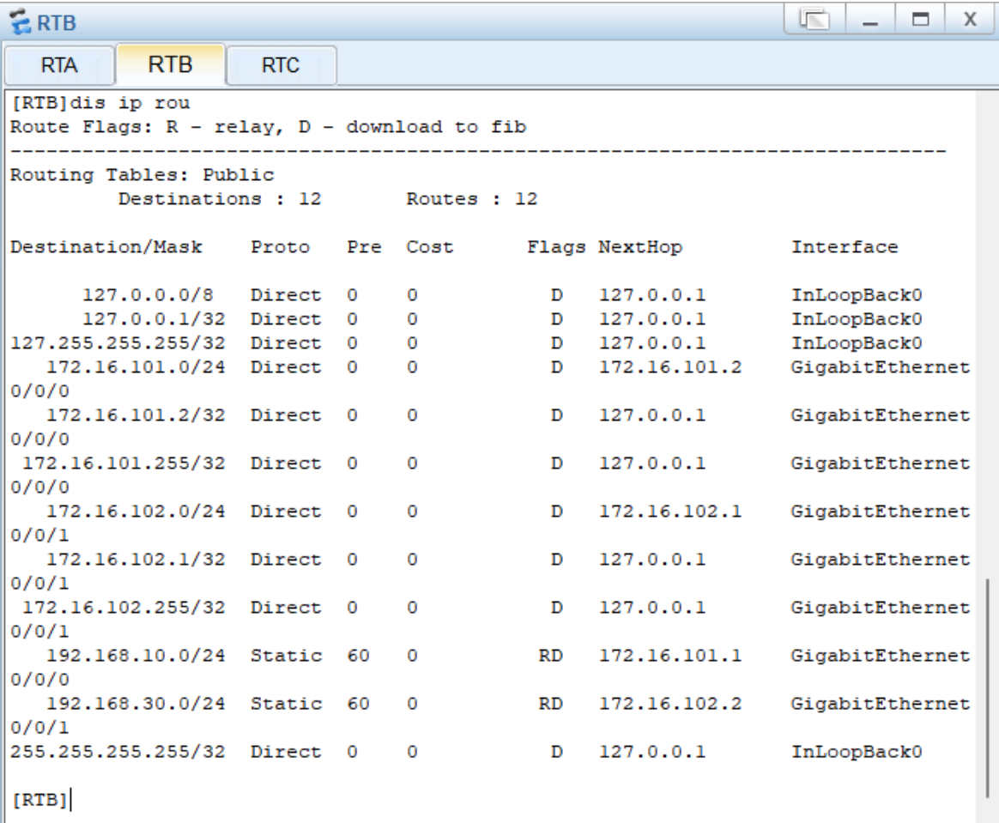 RTB
RTA RTB RTC
[RTB]dis ip rou
Route Flags: R - relay, D - download to fib
------------------------------------------------------------------------------
Routing Tables: Public
         Destinations : 12       Routes : 12
Destination/Mask    Proto   Pre  Cost      Flags NextHop         Interface
      127.0.0.0/8   Direct  0    0           D   127.0.0.1       InLoopBack0
      127.0.0.1/32  Direct  0    0           D   127.0.0.1       InLoopBack0
127.255.255.255/32  Direct  0    0           D   127.0.0.1       InLoopBack0
   172.16.101.0/24  Direct  0    0           D   172.16.101.2    GigabitEthernet
0/0/0
   172.16.101.2/32  Direct  0    0           D   127.0.0.1       GigabitEthernet
0/0/0
 172.16.101.255/32  Direct  0    0           D   127.0.0.1       GigabitEthernet
0/0/0
   172.16.102.0/24  Direct  0    0           D   172.16.102.1    GigabitEthernet
0/0/1
   172.16.102.1/32  Direct  0    0           D   127.0.0.1       GigabitEthernet
0/0/1
 172.16.102.255/32  Direct  0    0           D   127.0.0.1       GigabitEthernet
0/0/1
   192.168.10.0/24  Static  60   0          RD   172.16.101.1    GigabitEthernet
0/0/0
   192.168.30.0/24  Static  60   0          RD   172.16.102.2    GigabitEthernet
0/0/1
255.255.255.255/32  Direct  0    0           D   127.0.0.1       InLoopBack0
[RTB]